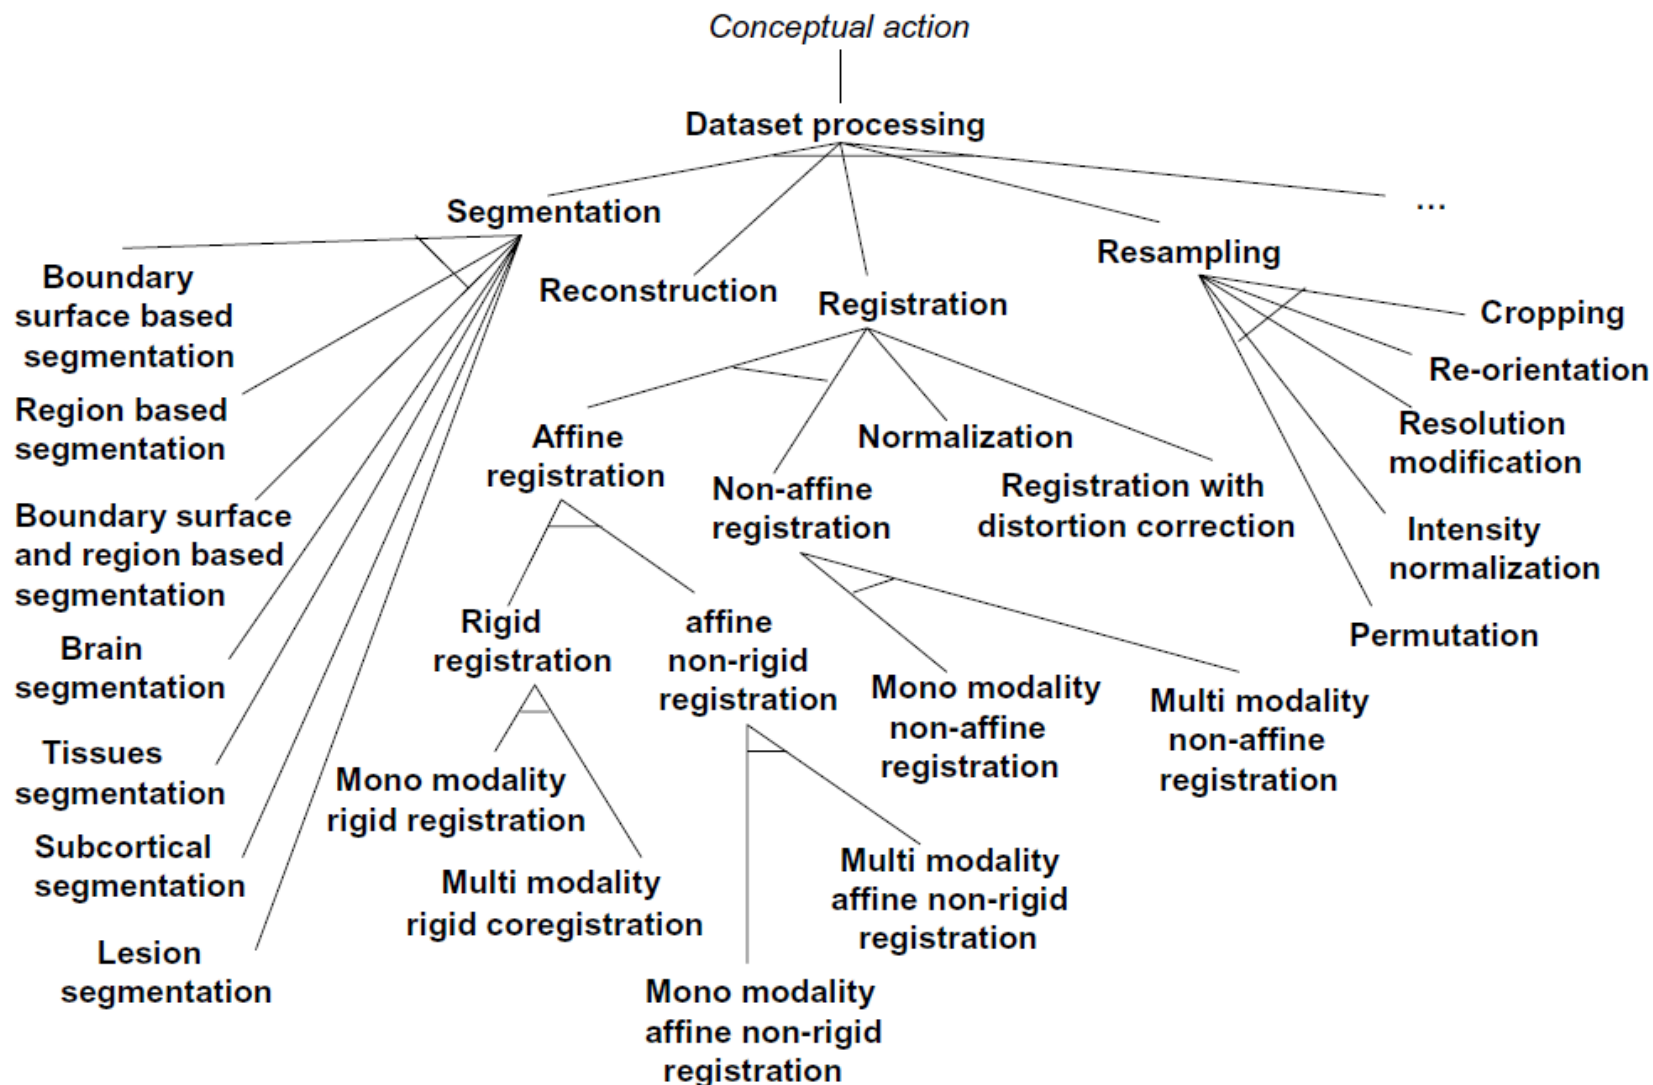 Conceptual action
Dataset processing
Segmentation
...
Resampling
Reconstruction
Registration
Boundary
surface based
segmentation
Region based
segmentation
Boundary surface
and region based
segmentation
Brain
segmentation
Tissues
segmentation
Subcortical
segmentation
Lesion
segmentation
Affine
registration
Non-affine
registration
Normalization
Registration with
distortion correction
Rigid
registration
affine
non-rigid
registration
Mono modality
rigid registration
Multi modality
rigid coregistration
Mono modality
affine non-rigid
registration
Multi modality
affine non-rigid
registration
Mono modality
non-affine
registration
Multi modality
non-affine
registration
Cropping
Re-orientation
Resolution
modification
Intensity
normalization
Permutation